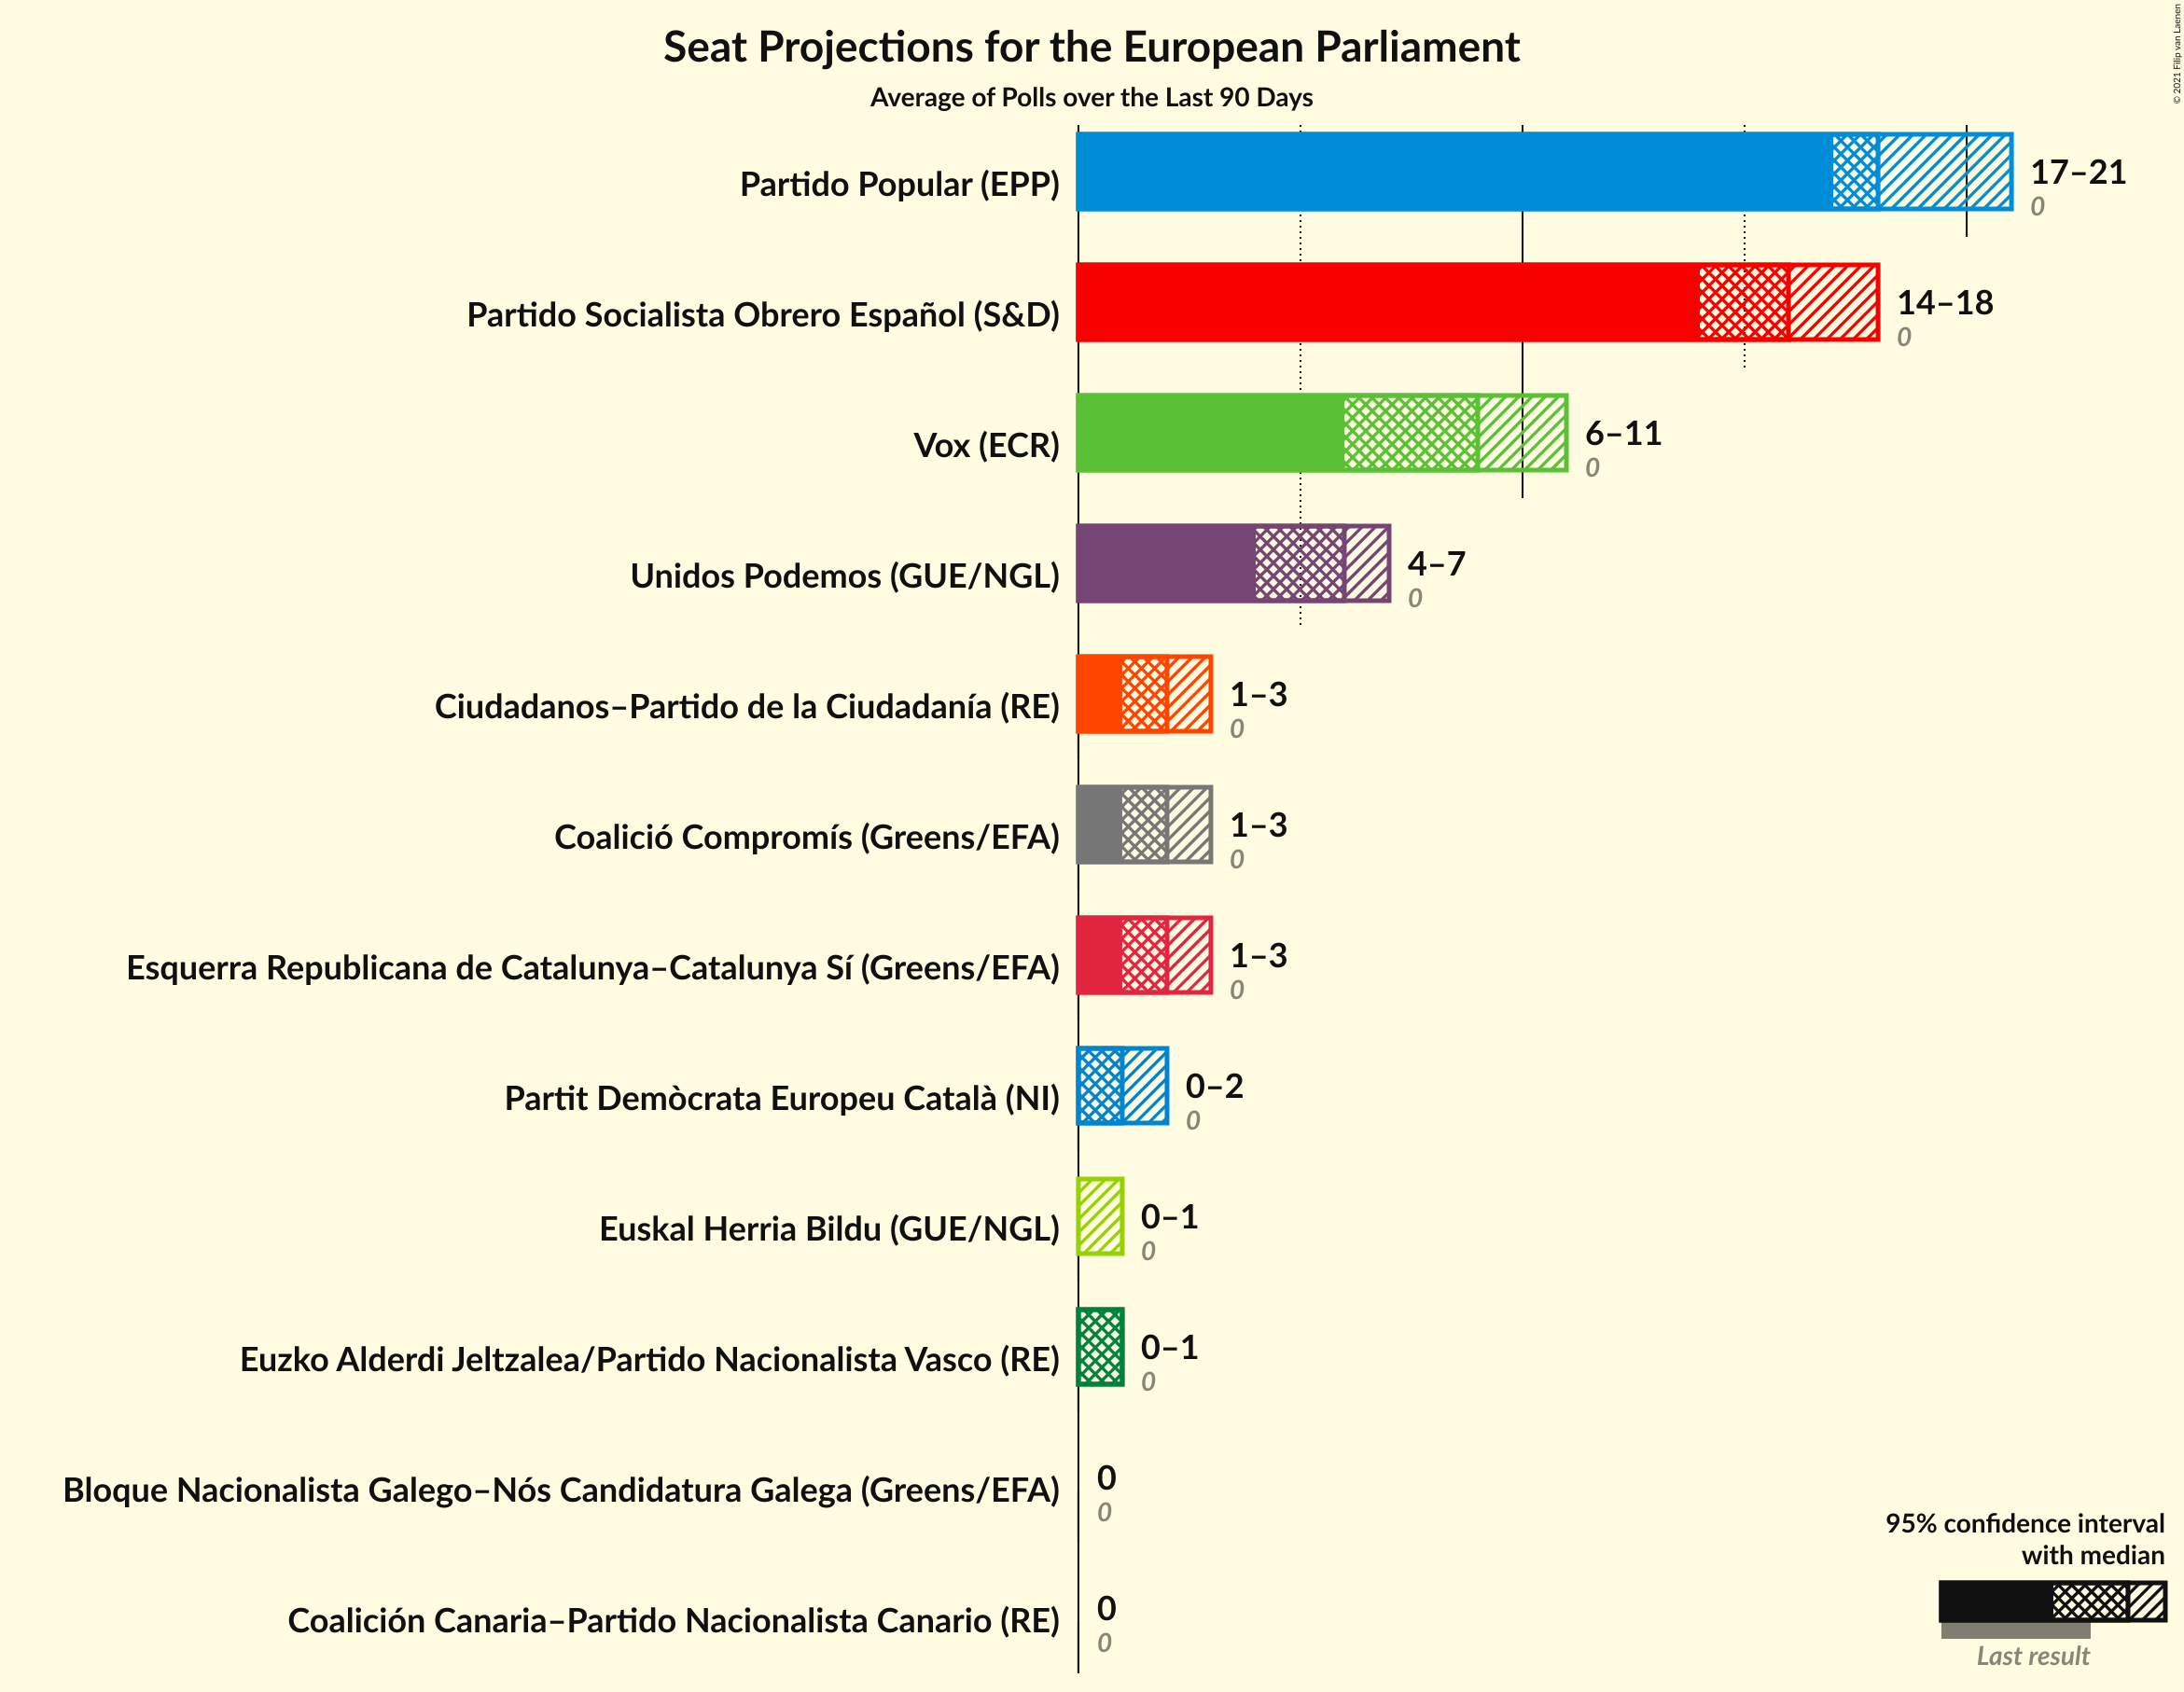 Seat Projections for the European Parliament
Average of Polls over the Last 90 Days
© 2021 Filip van Laenen
Partido Popular (EPP)
17–21
0
Partido Socialista Obrero Español (S&D)
14–18
0
Vox (ECR)
6–11
0
Unidos Podemos (GUE/NGL)
4–7
0
Ciudadanos–Partido de la Ciudadanía (RE)
1–3
0
Coalició Compromís (Greens/EFA)
1–3
0
Esquerra Republicana de Catalunya–Catalunya Sí (Greens/EFA)
1–3
0
Partit Demòcrata Europeu Català (NI)
0–2
0
Euskal Herria Bildu (GUE/NGL)
0–1
0
Euzko Alderdi Jeltzalea/Partido Nacionalista Vasco (RE)
0–1
0
Bloque Nacionalista Galego–Nós Candidatura Galega (Greens/EFA)
0
0
Coalición Canaria–Partido Nacionalista Canario (RE)
0
0
95% confidence interval
with median
Last result